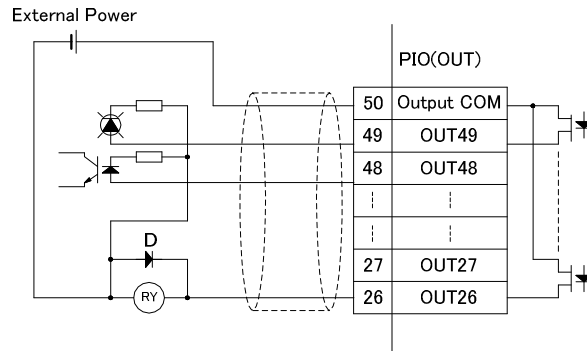 External Power
PIO(OUT)
50 Output COM
49 OUT49
48 OUT48
27 OUT27
26 OUT26
D
RY